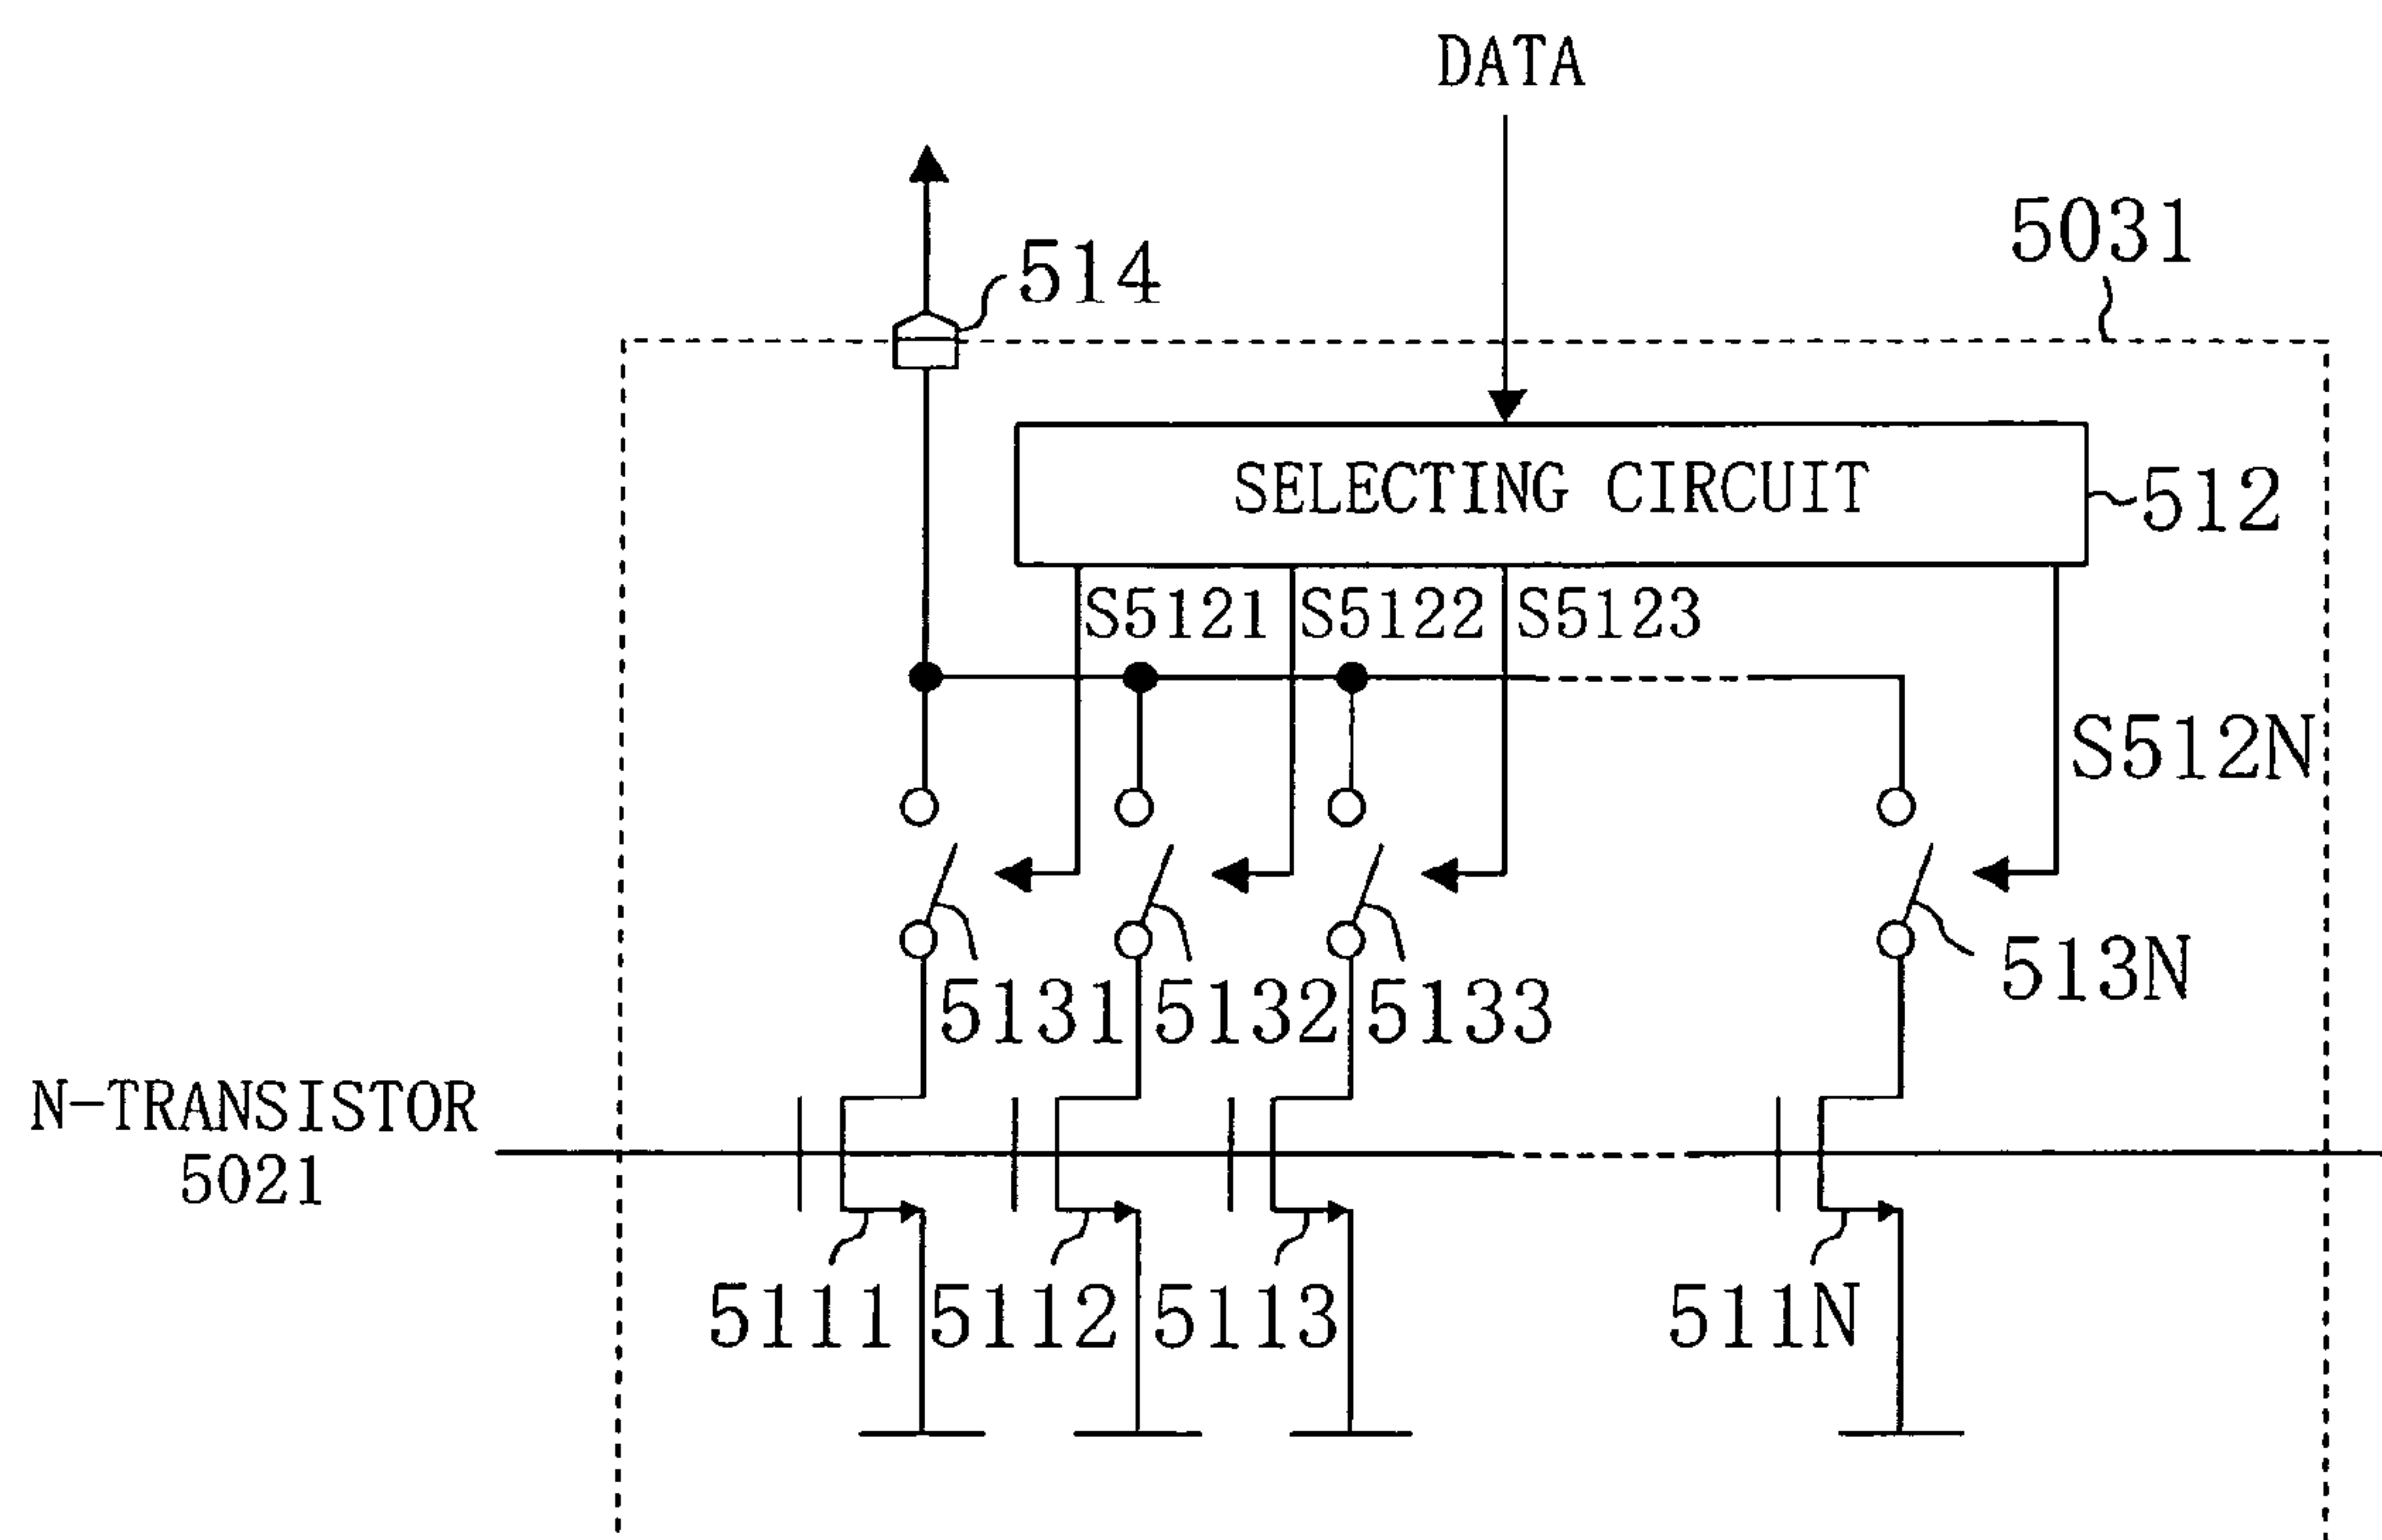 DATA
5031
514
SELECTING CIRCUIT
512
S5121
S5122
S5123
S512N
5131
5132
5133
513N
N-TRANSISTOR
5021
5111
5112
5113
511N